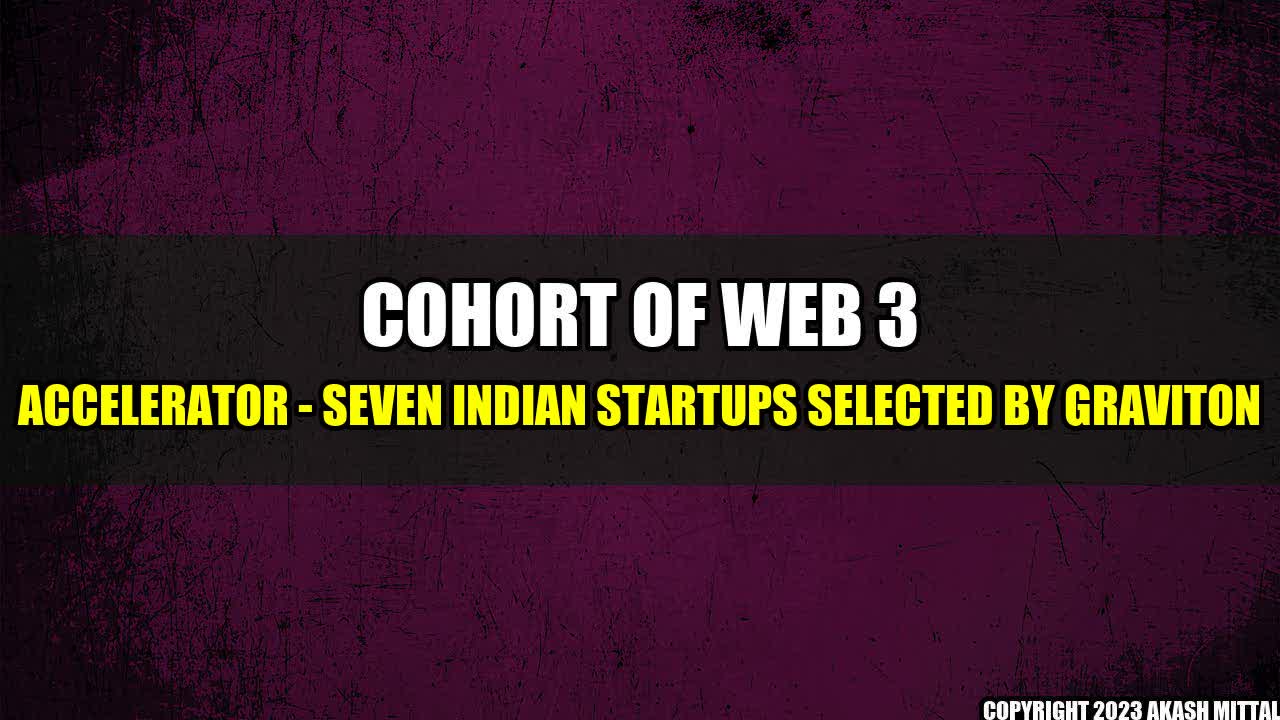 COHORT OF WEB 3
ACCELERATOR - SEVEN INDIAN STARTUPS SELECTED BY GRAVITON
COPYRIGHT 2023 AKASH MITTAL